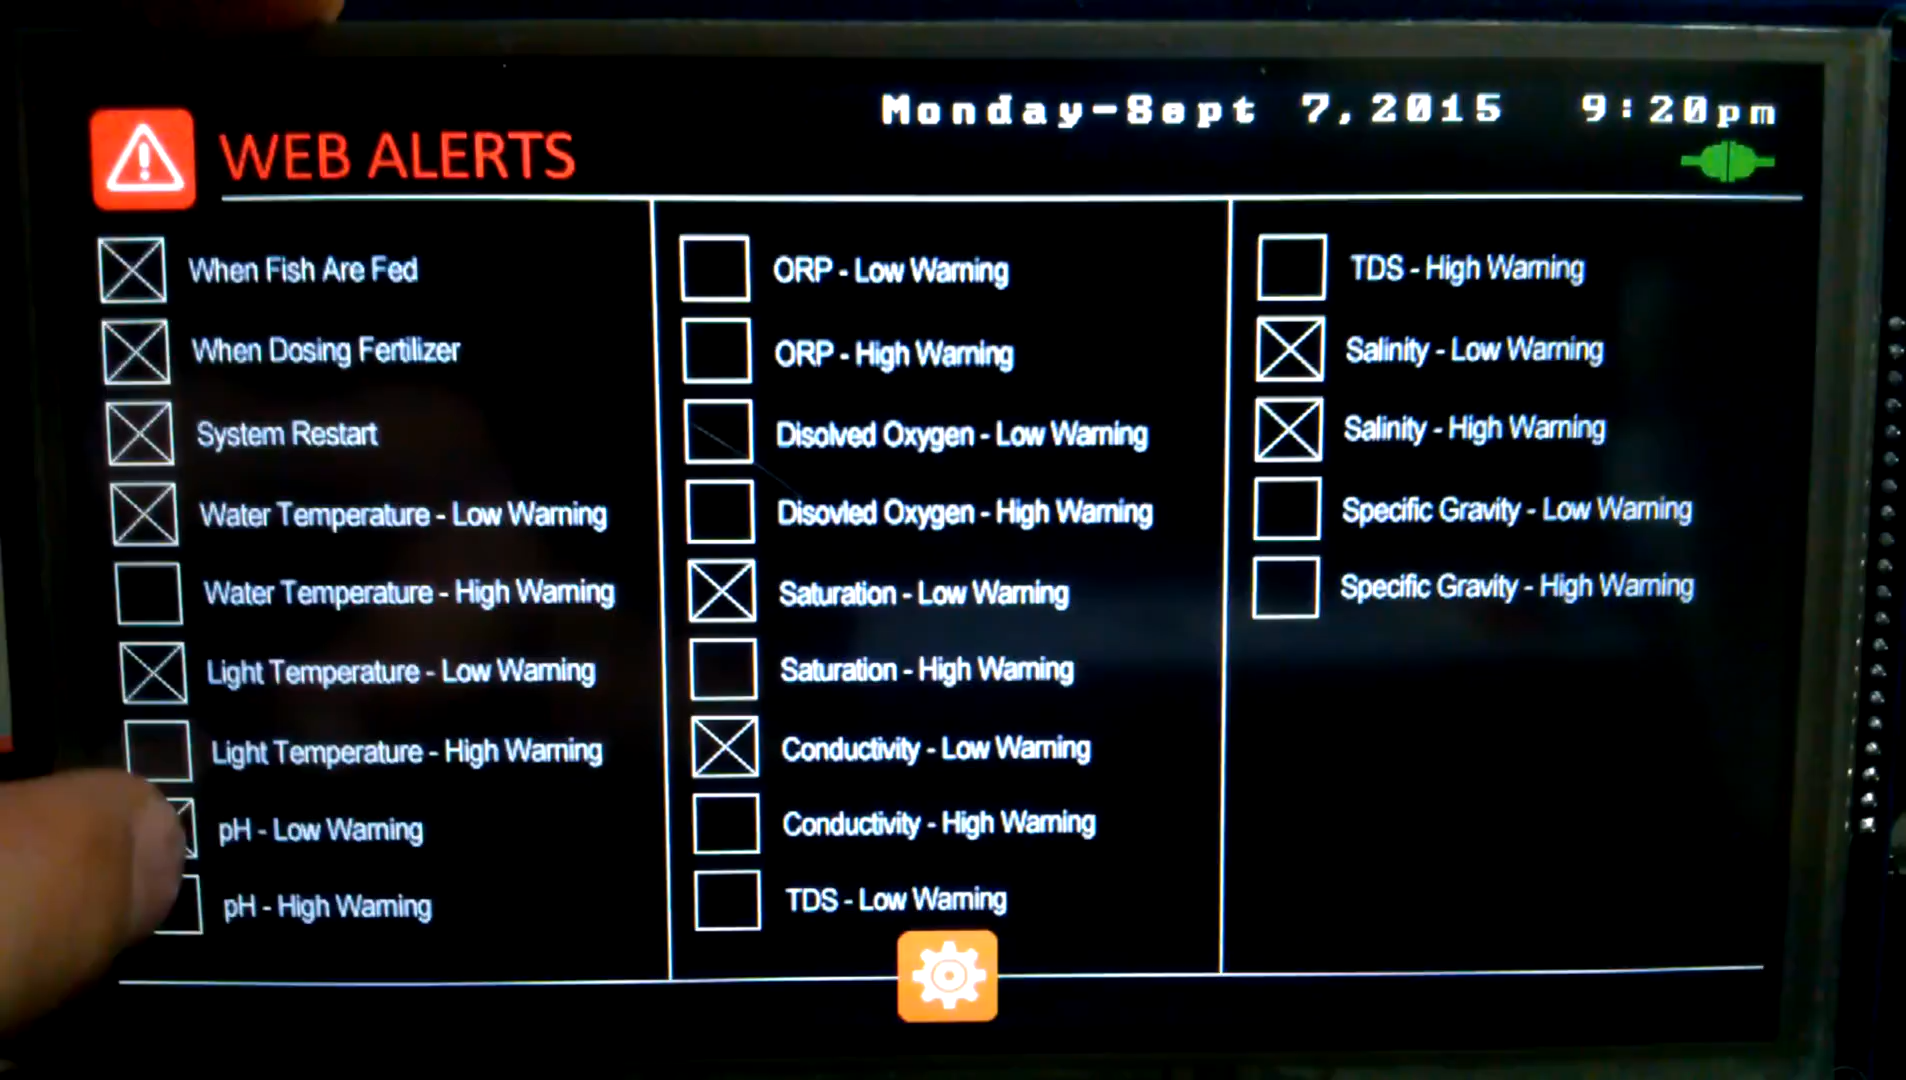 Monday-Sept 7,2015 9:20pm
WEB ALERTS
When Fish Are Fed
When Dosing Fertilizer
System Restart
Water Temperature - Low Warning
Water Temperature - High Warning
Light Temperature - Low Warning
Light Temperature - High Warning
pH - Low Warning
pH - High Warning
ORP - Low Warning
ORP - High Warning
Disolved Oxygen - Low Warning
Disovled Oxygen - High Warning
Saturation - Low Warning
Saturation - High Warning
Conductivity - Low Warning
Conductivity - High Warning
TDS - Low Warning
TDS - High Warning
Salinity - Low Warning
Salinity - High Warning
Specific Gravity - Low Warning
Specific Gravity - High Warning